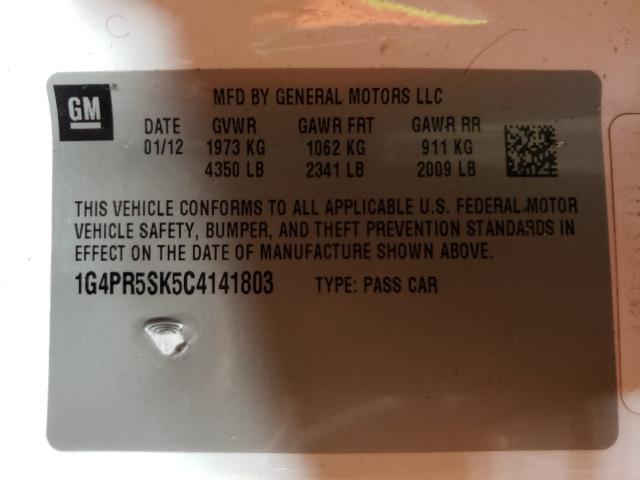 GM
MFD BY GENERAL MOTORS LLC
DATE GVWR GAWR FRT GAWR RR
01/12 1973 KG 1062 KG 911 KG
4350 LB 2341 LB 2009 LB
THIS VEHICLE CONFORMS TO ALL APPLICABLE U.S. FEDERAL MOTOR
VEHICLE SAFETY, BUMPER, AND THEFT PREVENTION STANDARDS IN
EFFECT ON THE DATE OF MANUFACTURE SHOWN ABOVE.
1G4PR5SK5C4141803 TYPE: PASS CAR